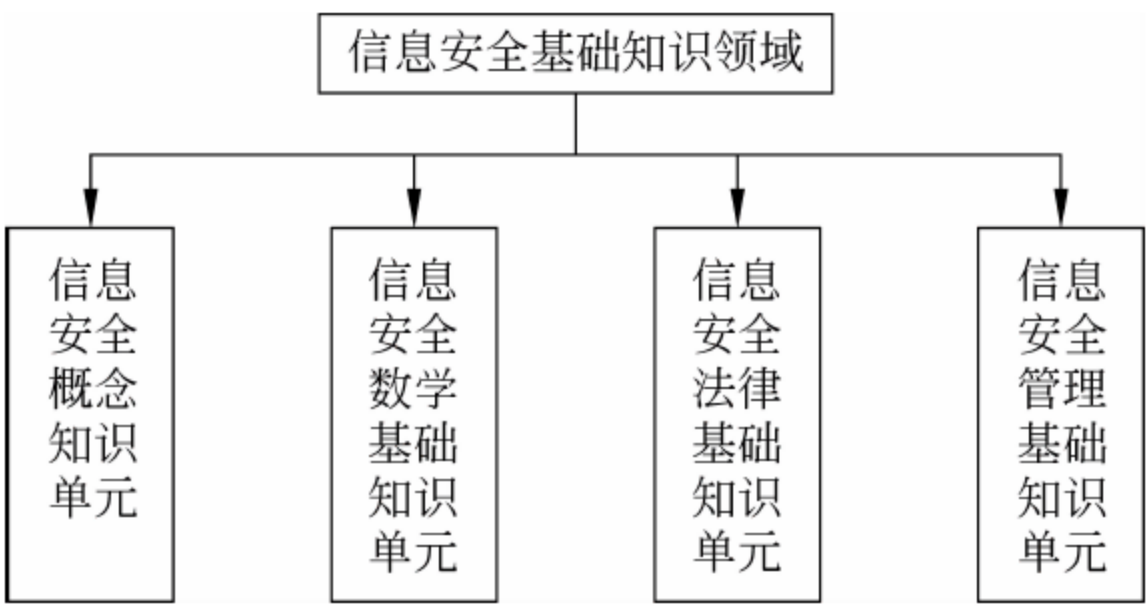 信息安全基础知识领域
信息
安全
概念
知识
单元
信息
安全
数学
基础
知识
单元
信息
安全
法律
基础
知识
单元
信息
安全
管理
基础
知识
单元